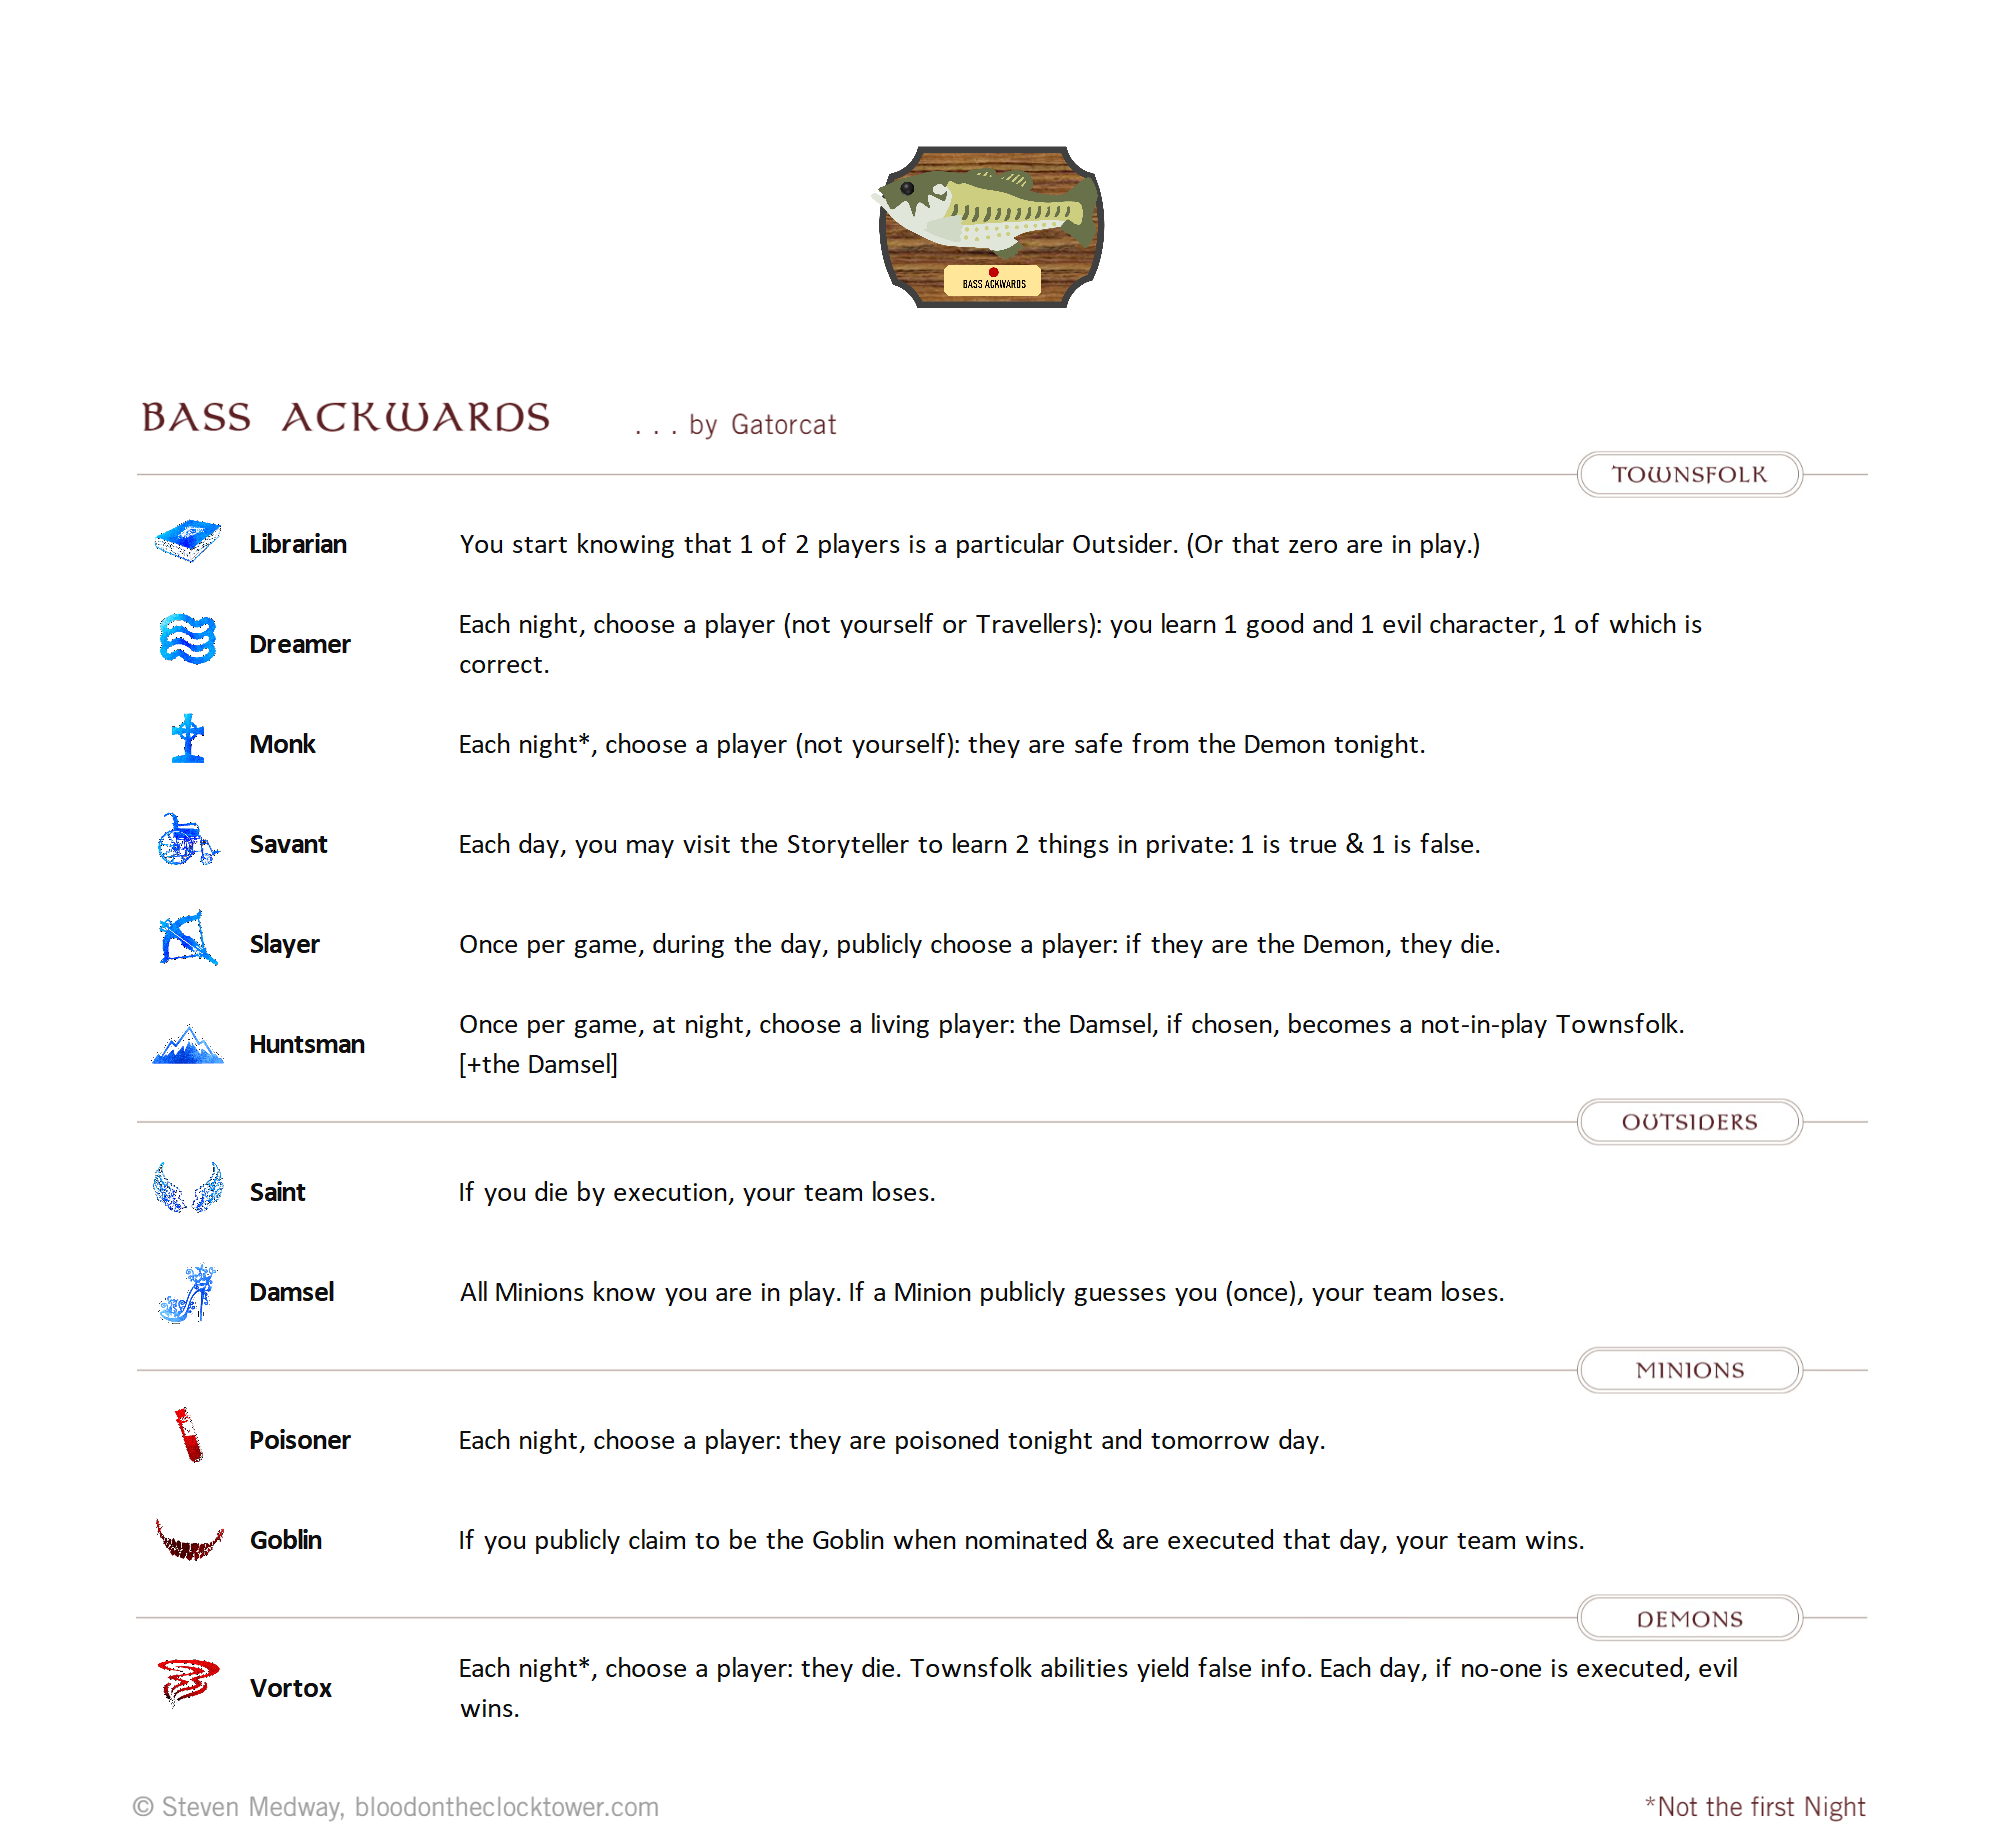 BASS ACKWARDS
BASS ACKWARDS . . . by Gatorcat
TOWNSFOLK
Librarian You start knowing that 1 of 2 players is a particular Outsider. (Or that zero are in play.)
Dreamer Each night, choose a player (not yourself or Travellers): you learn 1 good and 1 evil character, 1 of which is
correct.
Monk Each night*, choose a player (not yourself): they are safe from the Demon tonight.
Savant Each day, you may visit the Storyteller to learn 2 things in private: 1 is true & 1 is false.
Slayer Once per game, during the day, publicly choose a player: if they are the Demon, they die.
Huntsman Once per game, at night, choose a living player: the Damsel, if chosen, becomes a not-in-play Townsfolk.
[+the Damsel]
OUTSIDERS
Saint If you die by execution, your team loses.
Damsel All Minions know you are in play. If a Minion publicly guesses you (once), your team loses.
MINIONS
Poisoner Each night, choose a player: they are poisoned tonight and tomorrow day.
Goblin If you publicly claim to be the Goblin when nominated & are executed that day, your team wins.
DEMONS
Vortox Each night*, choose a player: they die. Townsfolk abilities yield false info. Each day, if no-one is executed, evil
wins.
© Steven Medway, bloodontheclocktower.com *Not the first Night